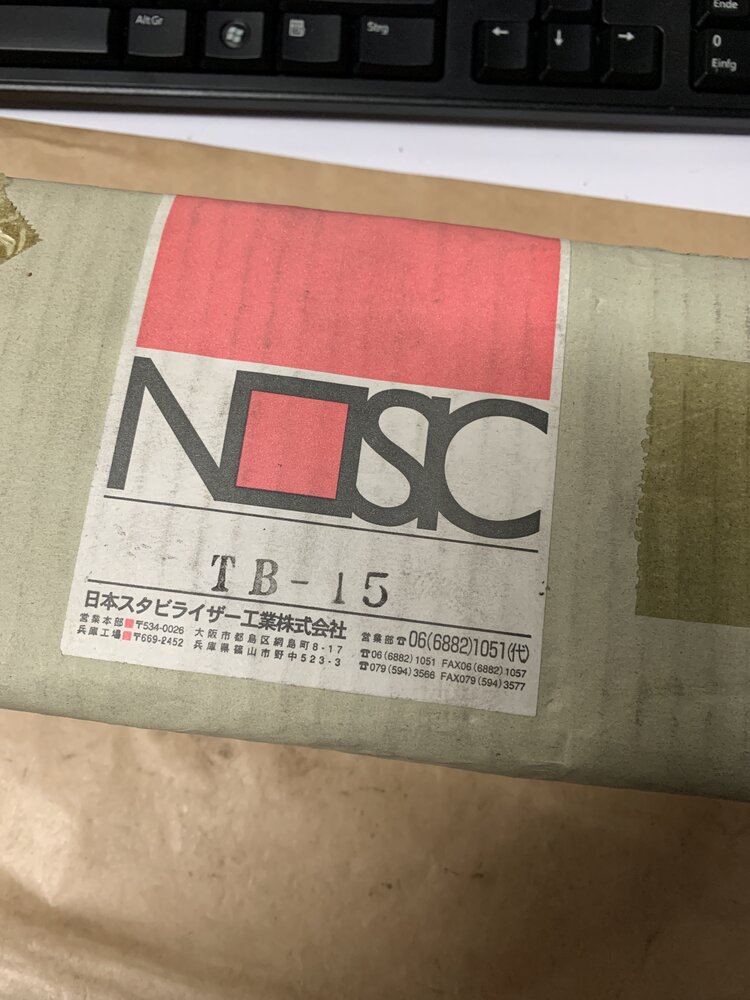 AltGr
Strg
←
↓
→
Ende
0
Einfg
NOSIC
TB-15
日本スタビライザー工業株式会社
営業部☎06(6882)1051(代)
営業本部 〒534-0026 大阪市都島区網島町8-17 ☎06(6882)1051 FAX06(6882)1057
兵庫工場 〒669-2452 兵庫県篠山市野中523-3 ☎079(594)3566 FAX079(594)3577